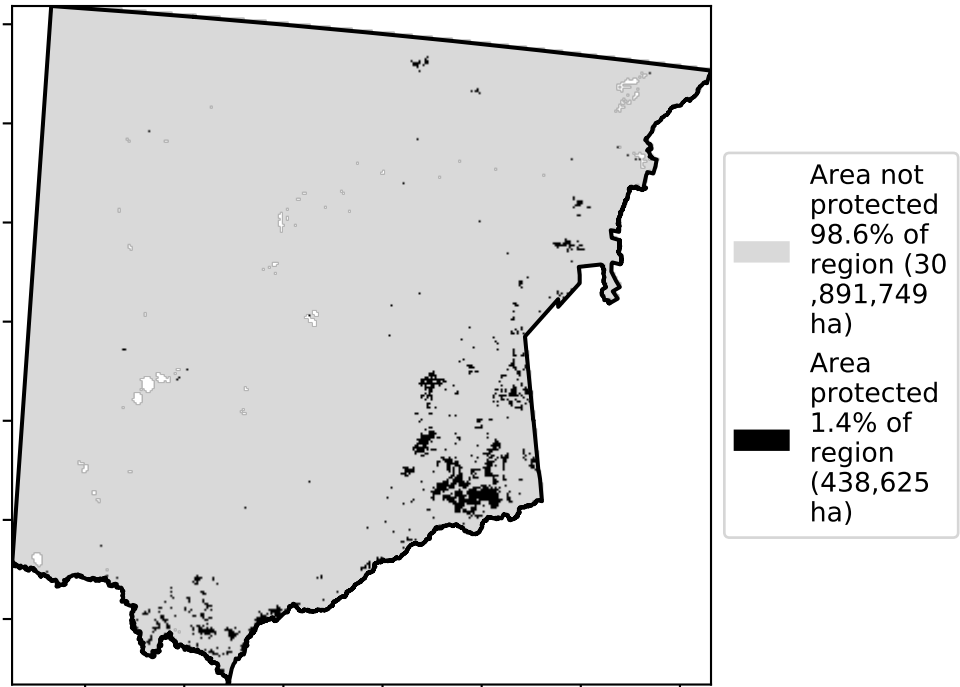 Area not
protected
98.6% of
region (30
,891,749
ha)
Area
protected
1.4% of
region
(438,625
ha)